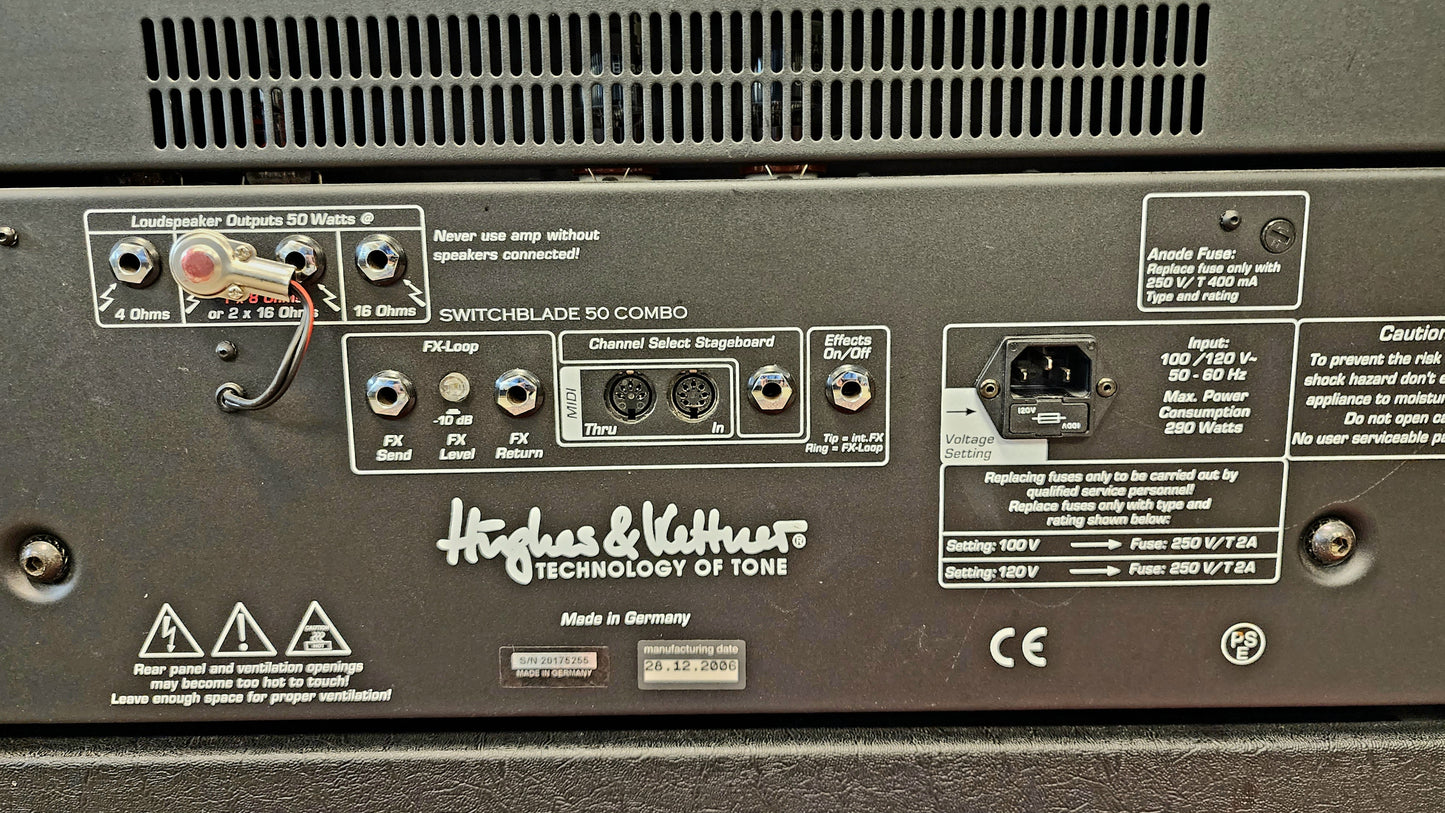 Loudspeaker Outputs 50 Watts @
4 Ohms
8 Ohms
or 2 x 16 Ohms
16 Ohms
Never use amp without
speakers connected!
SWITCHBLADE 50 COMBO
FX-Loop
FX
Send
-10 dB
FX
Level
FX
Return
Channel Select Stageboard
MIDI
Thru
In
Effects
On/Off
Tip = int.FX
Ring = FX-Loop
Anode Fuse:
Replace fuse only with
250 V/ T 400 mA
Type and rating
Voltage
Setting
120V
100V
Input:
100 /120 V~
50 - 60 Hz
Max. Power
Consumption
290 Watts
Caution
To prevent the risk
shock hazard don't
appliance to
Do not open
No user serviceable
Replacing fuses only to be carried out by
qualified service personnel!
Replace fuses only with type and
rating shown below:
Setting: 100 V → Fuse: 250 V/T 2A
Setting: 120 V → Fuse: 250 V/T 2A
Hughes & Kettner®
TECHNOLOGY OF TONE
Made in Germany
S/N 20175255
MADE IN GERMANY
manufacturing date
28.12.2006
CAUTION
HOT
Rear panel and ventilation openings
may become too hot to touch!
Leave enough space for proper ventilation!
CE
PS
E